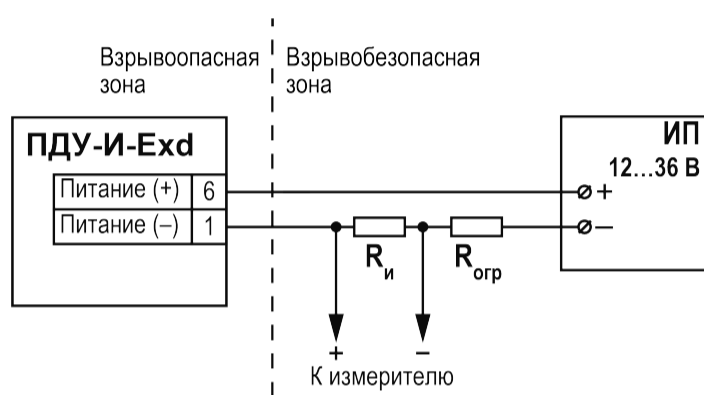 Взрывоопасная
зона
Взрывобезопасная
зона
ПДУ-И-Exd
Питание (+) 6
Питание (–) 1
ИП
12...36 В
+
–
Rи
Rогр
+
–
К измерителю